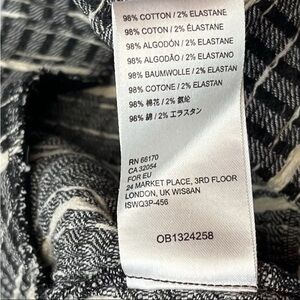 98% COTTON / 2% ELASTANE
98% COTON / 2% ÉLASTANE
98% ALGODÓN / 2% ELASTANO
98% ALGODÃO / 2% ELASTANO
98% BAUMWOLLE / 2% ELASTAN
98% COTONE / 2% ELASTAN
98% 棉花 / 2% 氨纶
98% 綿 / 2% エラスタン
RN 66170
CA 32054
FOR EU
24 MARKET PLACE, 3RD FLOOR
LONDON, UK W1S8AN
ISWQ3P-456
OB1324258